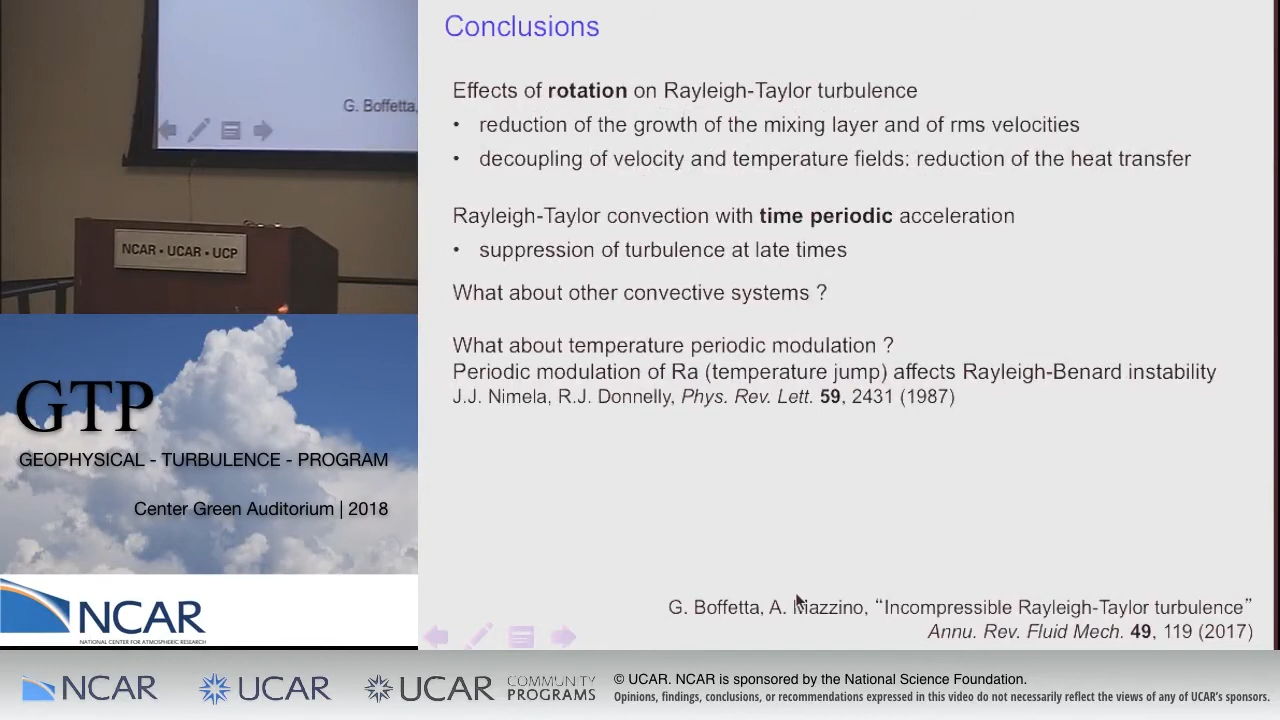 Conclusions
Effects of rotation on Rayleigh-Taylor turbulence
• reduction of the growth of the mixing layer and of rms velocities
• decoupling of velocity and temperature fields: reduction of the heat transfer
Rayleigh-Taylor convection with time periodic acceleration
• suppression of turbulence at late times
What about other convective systems ?
What about temperature periodic modulation ?
Periodic modulation of Ra (temperature jump) affects Rayleigh-Benard instability
J.J. Nimela, R.J. Donnelly, Phys. Rev. Lett. 59, 2431 (1987)
G. Boffetta, A. Mazzino, “Incompressible Rayleigh-Taylor turbulence”
Annu. Rev. Fluid Mech. 49, 119 (2017)
G. Boffetta,
NCAR • UCAR • UCP
GTP
GEOPHYSICAL - TURBULENCE - PROGRAM
Center Green Auditorium | 2018
NCAR
NATIONAL CENTER FOR ATMOSPHERIC RESEARCH
NCAR
UCAR
UCAR
COMMUNITY
PROGRAMS
© UCAR. NCAR is sponsored by the National Science Foundation.
Opinions, findings, conclusions, or recommendations expressed in this video do not necessarily reflect the views of any of UCAR's sponsors.